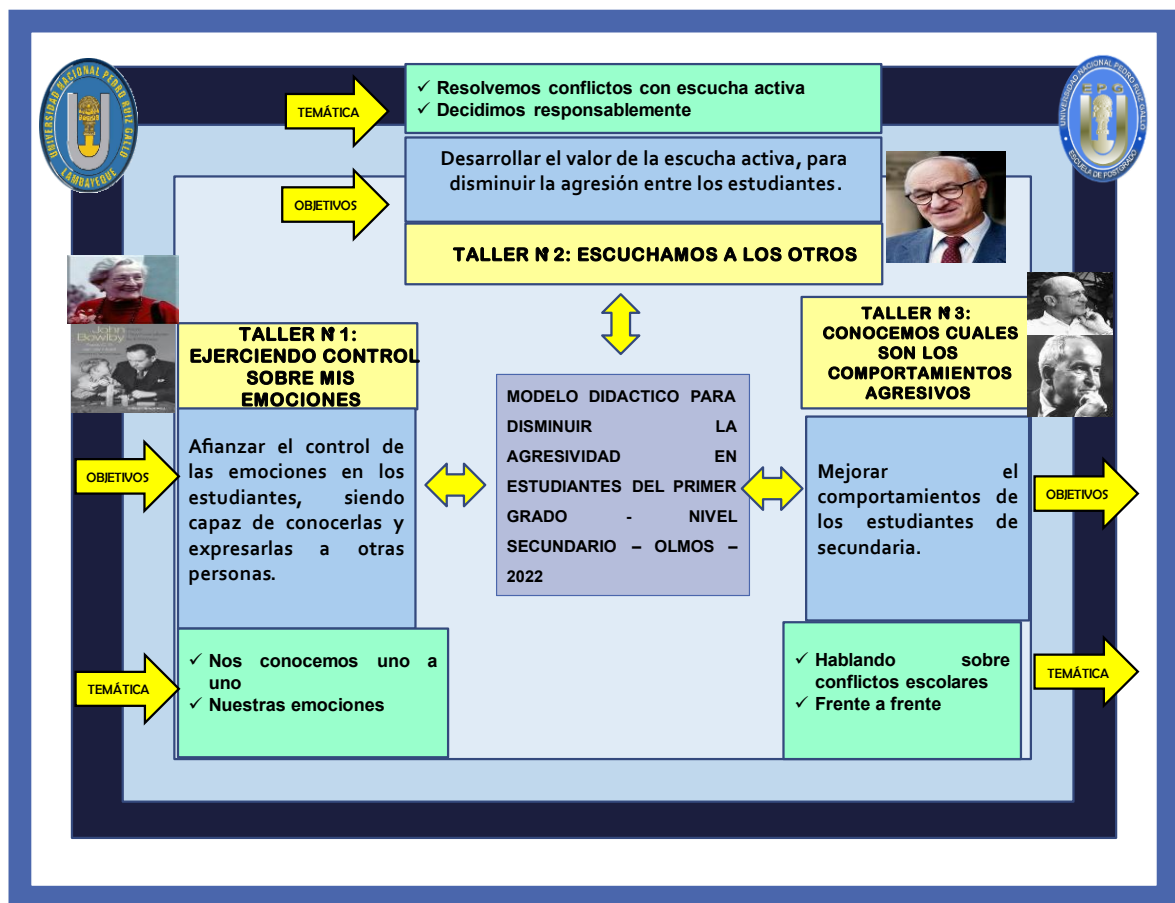 UNIVERSIDAD NACIONAL PEDRO RUIZ GALLO
LAMBAYEQUE
UNIVERSIDAD NACIONAL PEDRO RUIZ GALLO
EPG
ESCUELA DE POSTGRADO
TEMÁTICA
✓ Resolvemos conflictos con escucha activa
✓ Decidimos responsablemente
OBJETIVOS
Desarrollar el valor de la escucha activa, para
disminuir la agresión entre los estudiantes.
TALLER Nº 2: ESCUCHAMOS A LOS OTROS
John
Bowlby
TALLER Nº 1:
EJERCIENDO CONTROL
SOBRE MIS
EMOCIONES
OBJETIVOS
Afianzar el control de
las emociones en los
estudiantes, siendo
capaz de conocerlas y
expresarlas a otras
personas.
TEMÁTICA
✓ Nos conocemos uno a
uno
✓ Nuestras emociones
MODELO DIDACTICO PARA
DISMINUIR LA
AGRESIVIDAD EN
ESTUDIANTES DEL PRIMER
GRADO - NIVEL
SECUNDARIO – OLMOS –
2022
TALLER Nº 3:
CONOCEMOS CUALES
SON LOS
COMPORTAMIENTOS
AGRESIVOS
Mejorar el
comportamientos de
los estudiantes de
secundaria.
OBJETIVOS
✓ Hablando sobre
conflictos escolares
✓ Frente a frente
TEMÁTICA